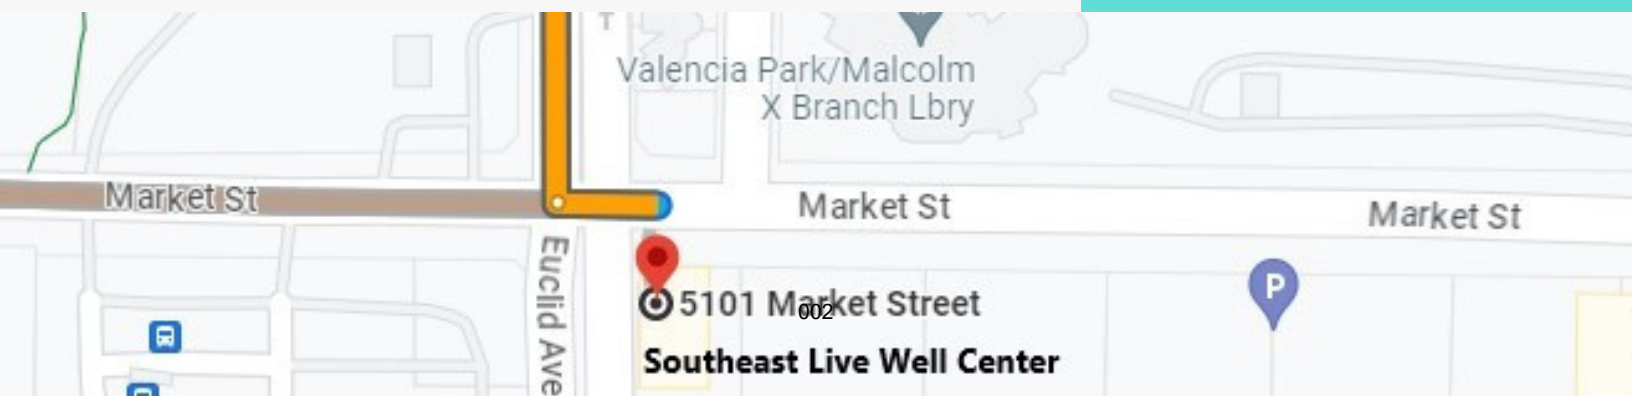 T
Valencia Park/Malcolm
X Branch Lbry
Market St
Market St
Market St
Euclid Ave
P
5101 Market Street
002
Southeast Live Well Center